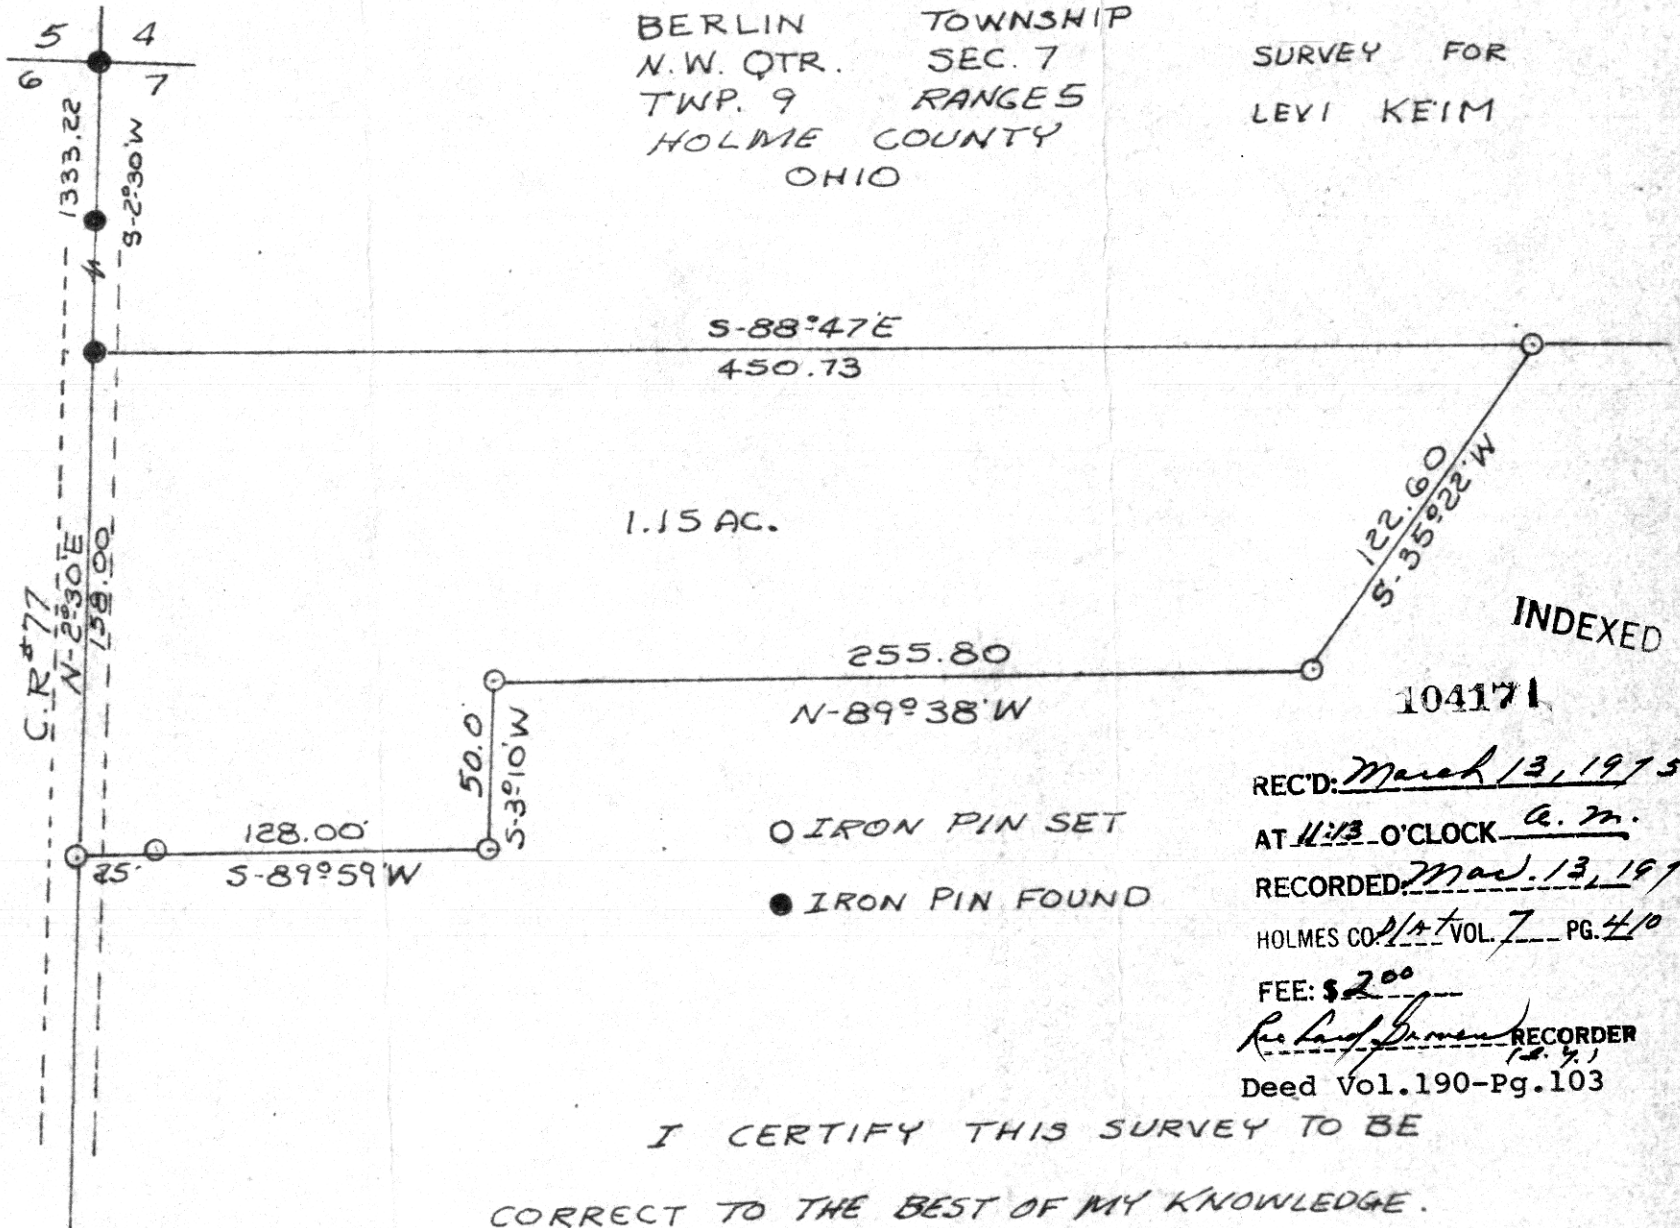 5 4
6 7
BERLIN TOWNSHIP
N.W. QTR. SEC. 7
TWP. 9 RANGE 5
HOLME COUNTY
OHIO
SURVEY FOR
LEVI KEIM
1333.22
S-2°30'W
S-88°47'E
450.73
1.15 AC.
122.60
S-35°22'W
C.R #77
N-2°30'E
158.00
255.80
N-89°38'W
50.0
S-3°10'W
128.00'
25'
S-89°59'W
O IRON PIN SET
● IRON PIN FOUND
INDEXED
104171
REC'D: March 13, 1975
AT 11:13 O'CLOCK a. m.
RECORDED Mar. 13, 197
HOLMES CO. Plat VOL. 7 PG. 410
FEE: $2.00
Richard RECORDER
Deed Vol.190-Pg.103
I CERTIFY THIS SURVEY TO BE
CORRECT TO THE BEST OF MY KNOWLEDGE.